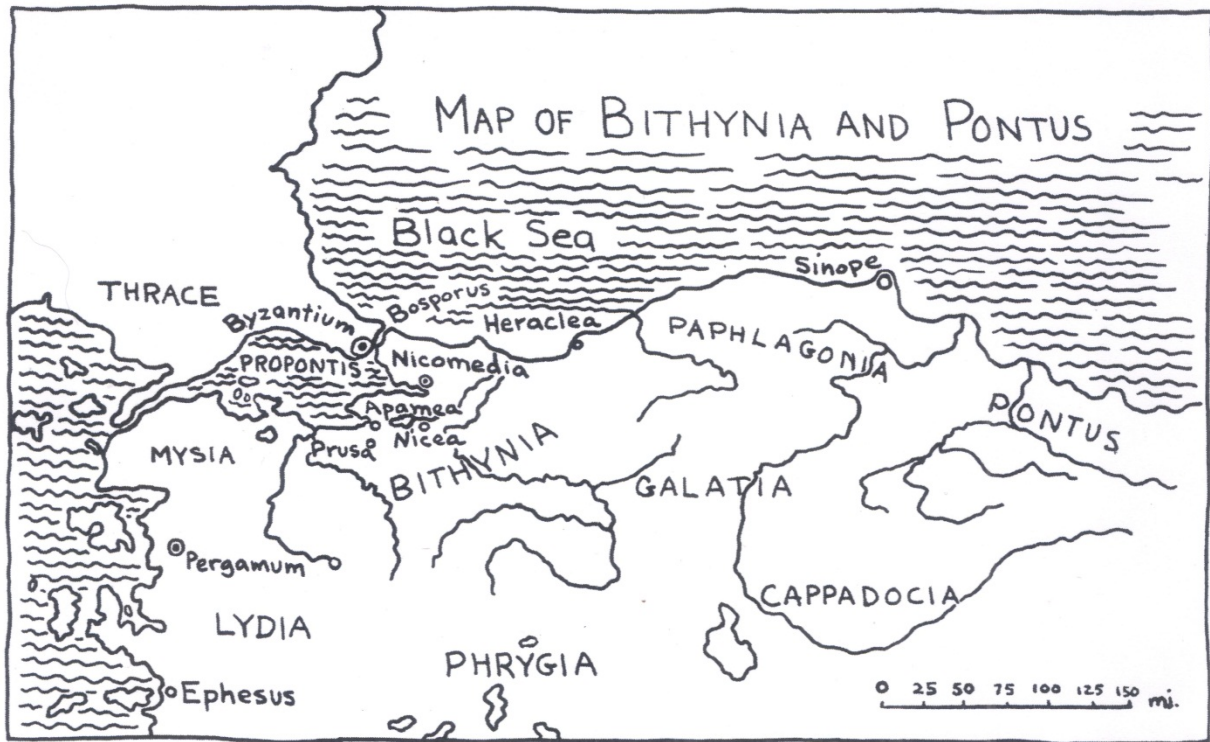 MAP OF BITHYNIA AND PONTUS
Black Sea
Sinope
THRACE
Byzantium
Bosporus
Heraclea
PAPHLAGONIA
PROPONTIS
Nicomedia
Apamea
Nicea
Prusa
PONTUS
MYSIA
BITHYNIA
GALATIA
Pergamum
CAPPADOCIA
LYDIA
PHRYGIA
Ephesus
0 25 50 75 100 125 150 mi.